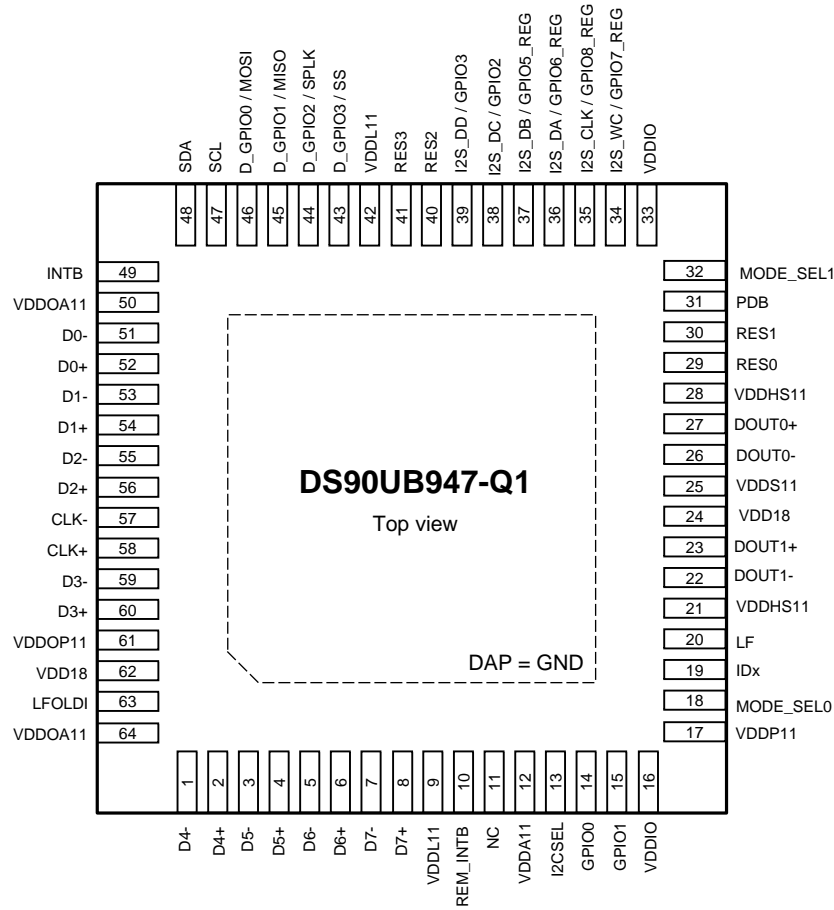 SDA
SCL
D_GPIO0 / MOSI
D_GPIO1 / MISO
D_GPIO2 / SPLK
D_GPIO3 / SS
VDDL11
RES3
RES2
I2S_DD / GPIO3
I2S_DC / GPIO2
I2S_DB / GPIO5_REG
I2S_DA / GPIO6_REG
I2S_CLK / GPIO8_REG
I2S_WC / GPIO7_REG
VDDIO
48
47
46
45
44
43
42
41
40
39
38
37
36
35
34
33
INTB 49
VDDOA11 50
D0- 51
D0+ 52
D1- 53
D1+ 54
D2- 55
D2+ 56
CLK- 57
CLK+ 58
D3- 59
D3+ 60
VDDOP11 61
VDD18 62
LFOLDI 63
VDDOA11 64
DS90UB947-Q1
Top view
DAP = GND
32 MODE_SEL1
31 PDB
30 RES1
29 RES0
28 VDDHS11
27 DOUT0+
26 DOUT0-
25 VDDS11
24 VDD18
23 DOUT1+
22 DOUT1-
21 VDDHS11
20 LF
19 IDx
18 MODE_SEL0
17 VDDP11
1
2
3
4
5
6
7
8
9
10
11
12
13
14
15
16
D4-
D4+
D5-
D5+
D6-
D6+
D7-
D7+
VDDL11
REM_INTB
NC
VDDA11
I2CSEL
GPIO0
GPIO1
VDDIO